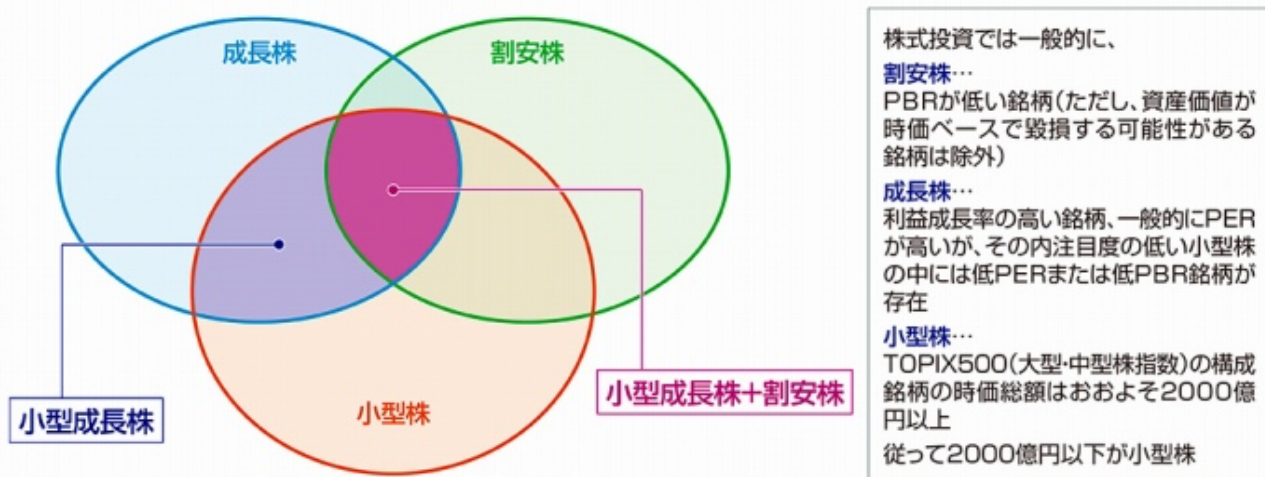 成長株
割安株
小型株
小型成長株
小型成長株+割安株
株式投資では一般的に、
割安株…
PBRが低い銘柄(ただし、資産価値が
時価ベースで毀損する可能性がある
銘柄は除外)
成長株…
利益成長率の高い銘柄、一般的にPER
が高いが、その内注目度の低い小型株
の中には低PERまたは低PBR銘柄が
存在
小型株…
TOPIX500(大型・中型株指数)の構成
銘柄の時価総額はおおよそ2000億
円以上
従って2000億円以下が小型株